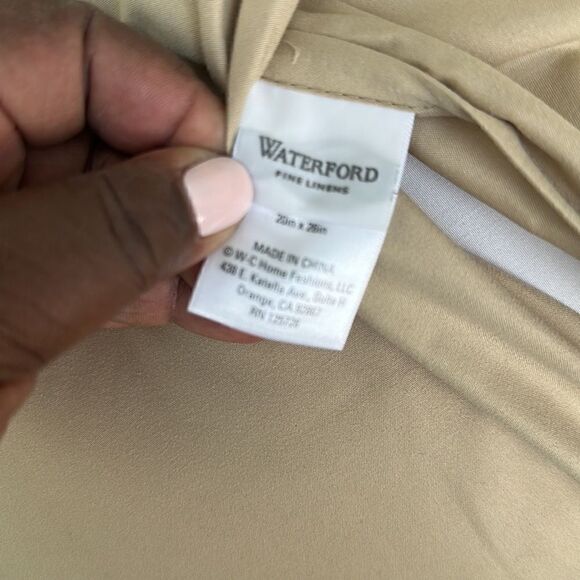 WATERFORD
FINE LINENS
20in x 26in
MADE IN CHINA
© W-C Home Fashions, LLC
438 E. Katella Ave., Suite H
Orange, CA 92867
RN 125726